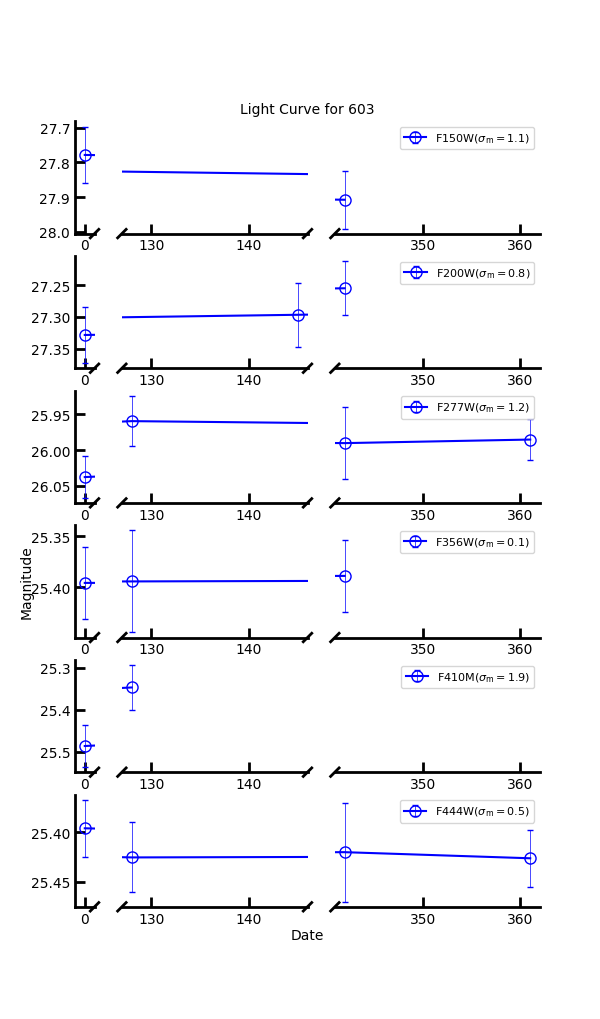 Light Curve for 603
F150W(σm = 1.1)
27.7
27.8
27.9
28.0
0 130 140 350 360
F200W(σm = 0.8)
27.25
27.30
27.35
0 130 140 350 360
F277W(σm = 1.2)
25.95
26.00
26.05
0 130 140 350 360
F356W(σm = 0.1)
25.35
25.40
0 130 140 350 360
Magnitude
F410M(σm = 1.9)
25.3
25.4
25.5
0 130 140 350 360
F444W(σm = 0.5)
25.40
25.45
0 130 140 350 360
Date